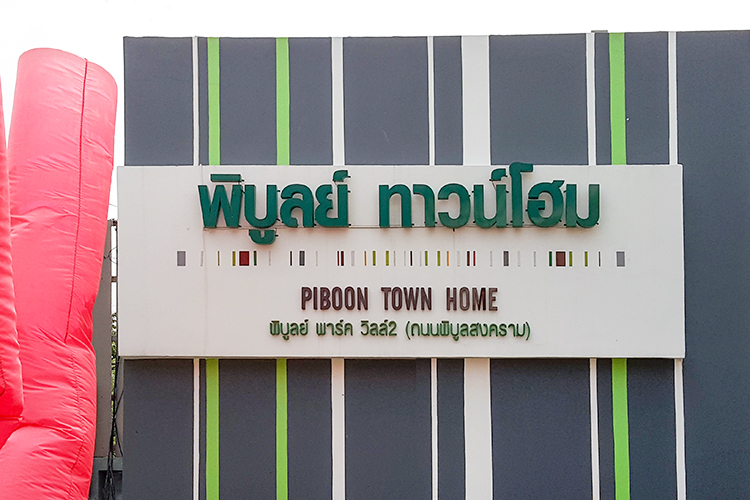 พิบูลย์ ทาวน์โฮม
PIBOON TOWN HOME
พิบูลย์ พาร์ค วิลล์2 (ถนนพิบูลสงคราม)